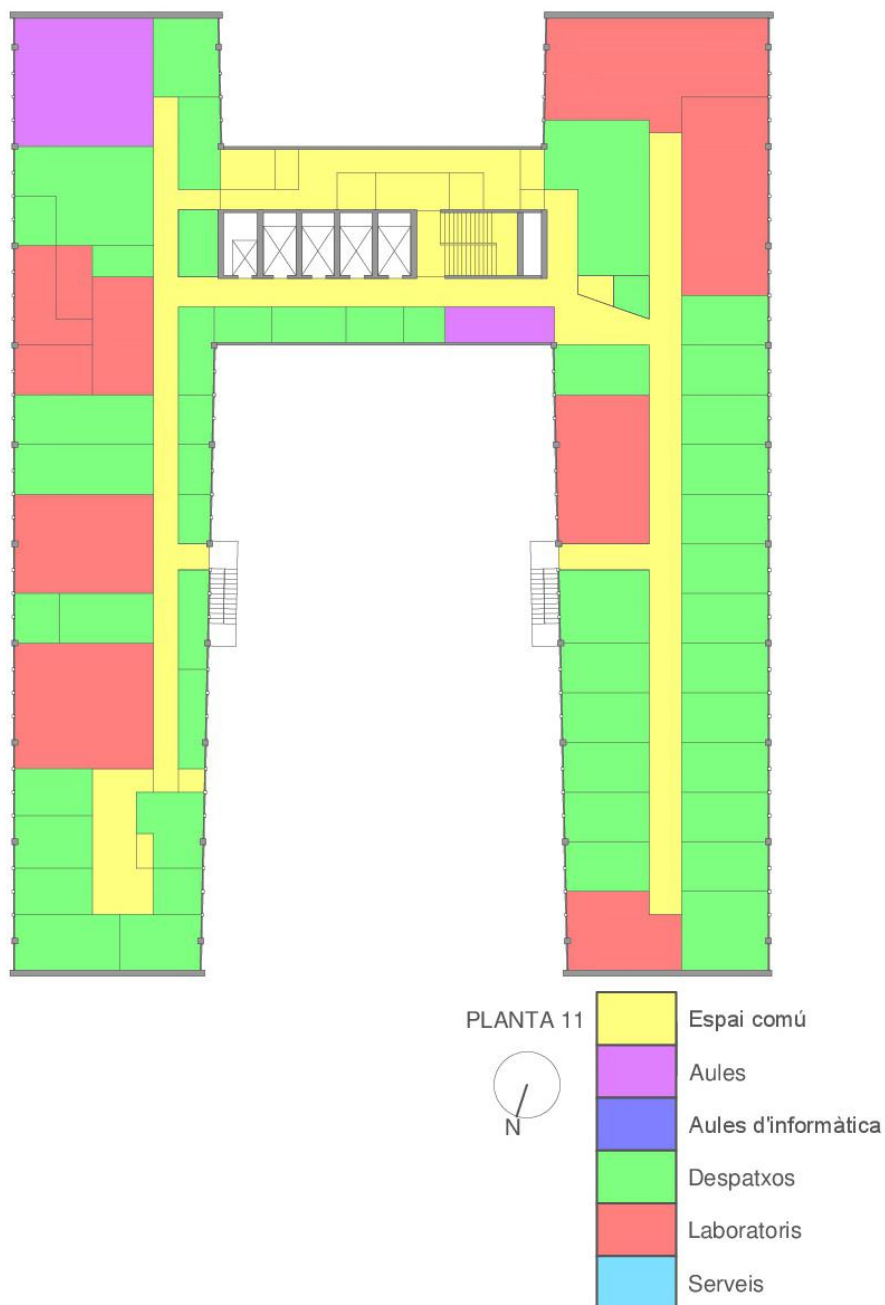 PLANTA 11
Espai comú
Aules
N
Aules d'informàtica
Despatxos
Laboratoris
Serveis